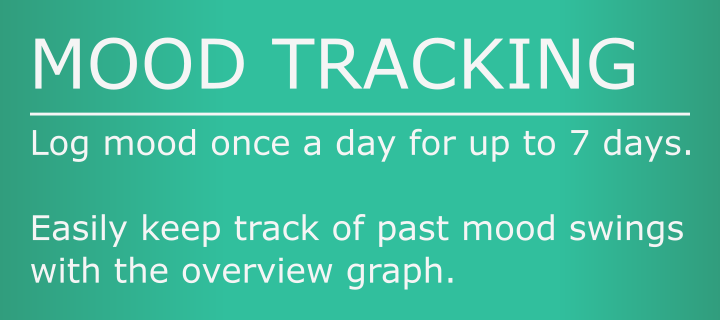 MOOD TRACKING
Log mood once a day for up to 7 days.
Easily keep track of past mood swings
with the overview graph.